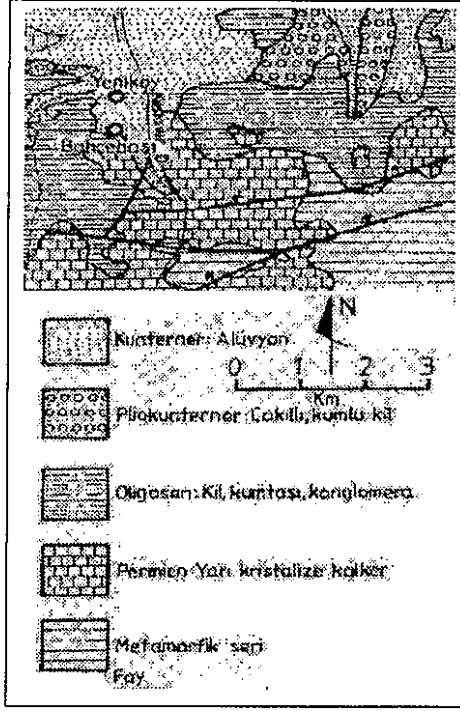 Yeniköy
Bahçehası
N
0 1 2 3
Km
Kuaterner: Alüvyon
Pliokuaterner Çakıllı, kumlu kil
Oligosen: Kil, kumtaşı, konglomera
Permien Yarı kristalize kalker
Metamorfik seri
Fay